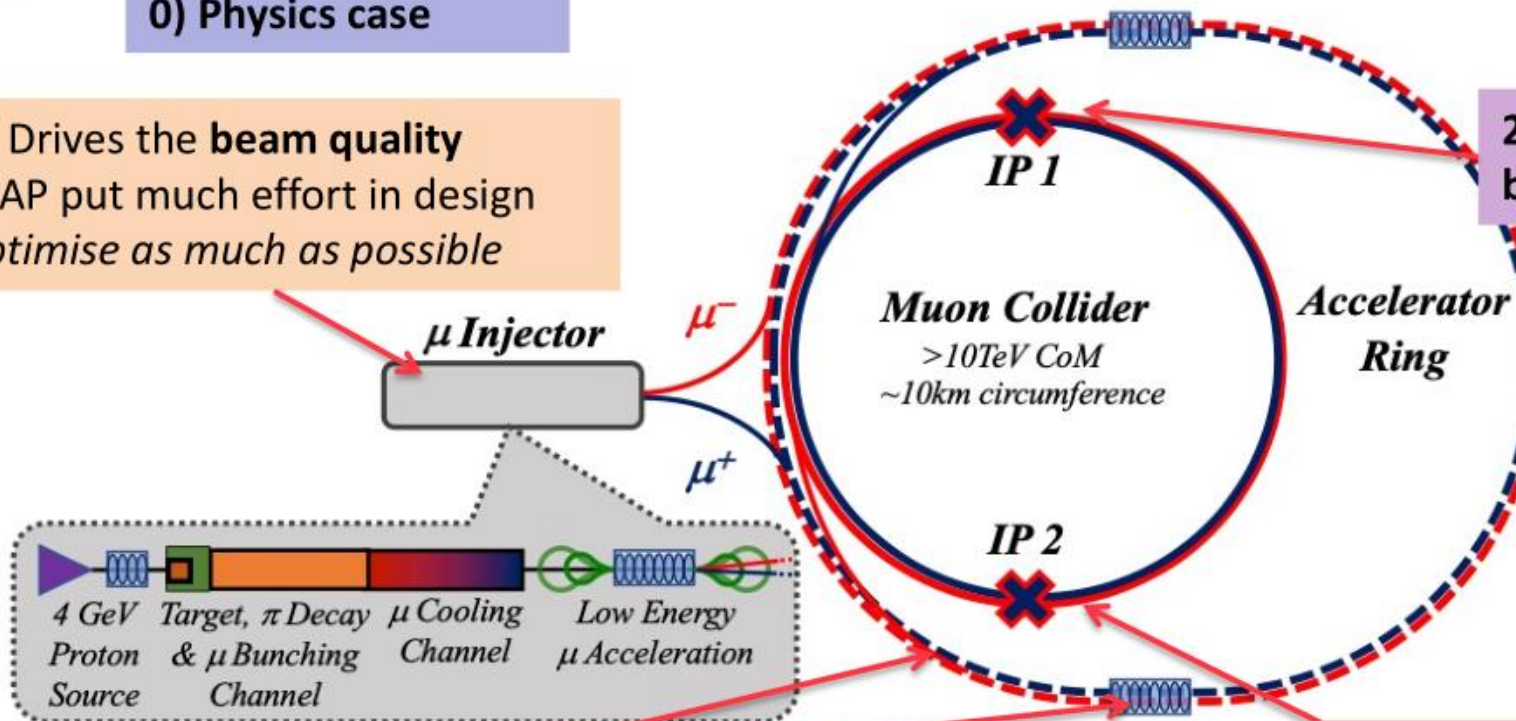 0) Physics case
Drives the beam quality
AP put much effort in design
optimise as much as possible
IP 1
2
b
μ Injector
μ⁻
μ⁺
Muon Collider
>10TeV CoM
~10km circumference
Accelerator
Ring
IP 2
4 GeV
Proton
Source
Target, π Decay
& μ Bunching
Channel
μ Cooling
Channel
Low Energy
μ Acceleration